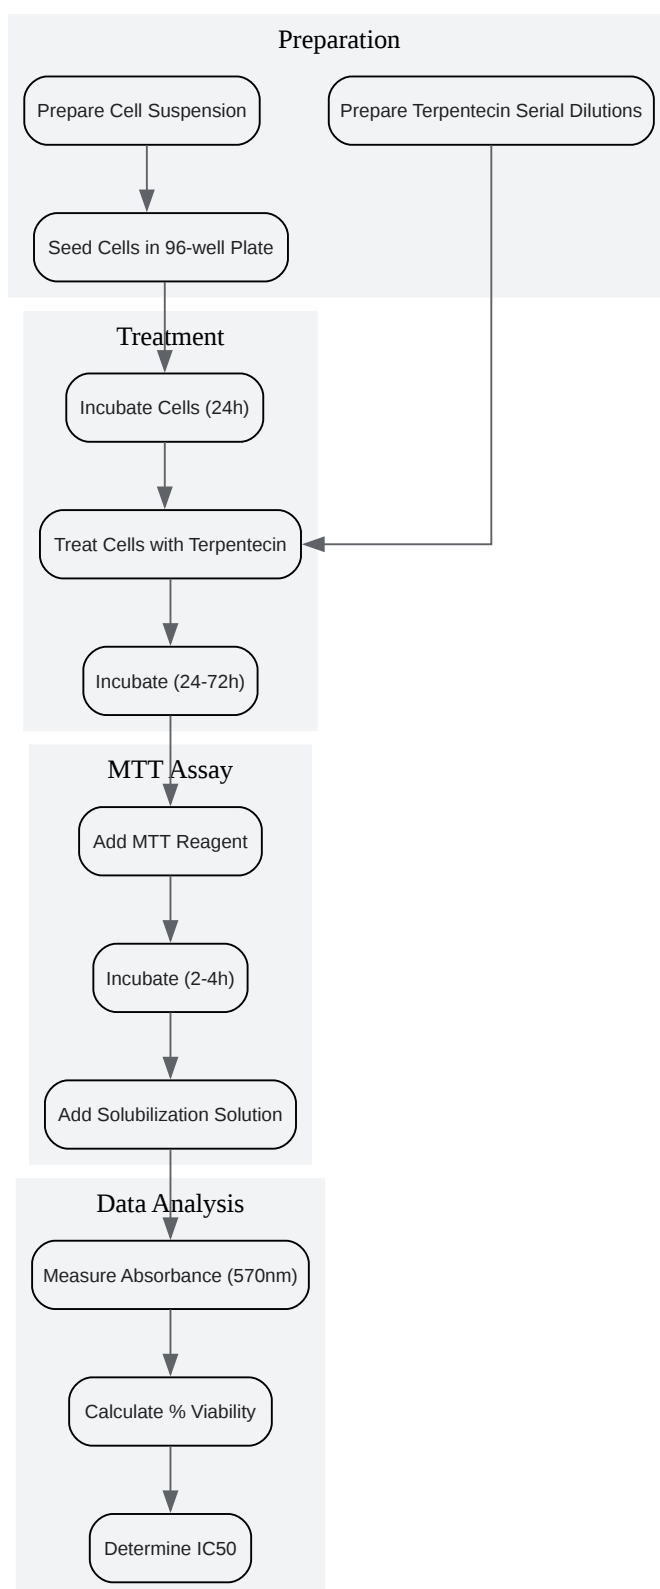 Preparation
Prepare Cell Suspension
Prepare Terpentecin Serial Dilutions
Seed Cells in 96-well Plate
Treatment
Incubate Cells (24h)
Treat Cells with Terpentecin
Incubate (24-72h)
MTT Assay
Add MTT Reagent
Incubate (2-4h)
Add Solubilization Solution
Data Analysis
Measure Absorbance (570nm)
Calculate % Viability
Determine IC50